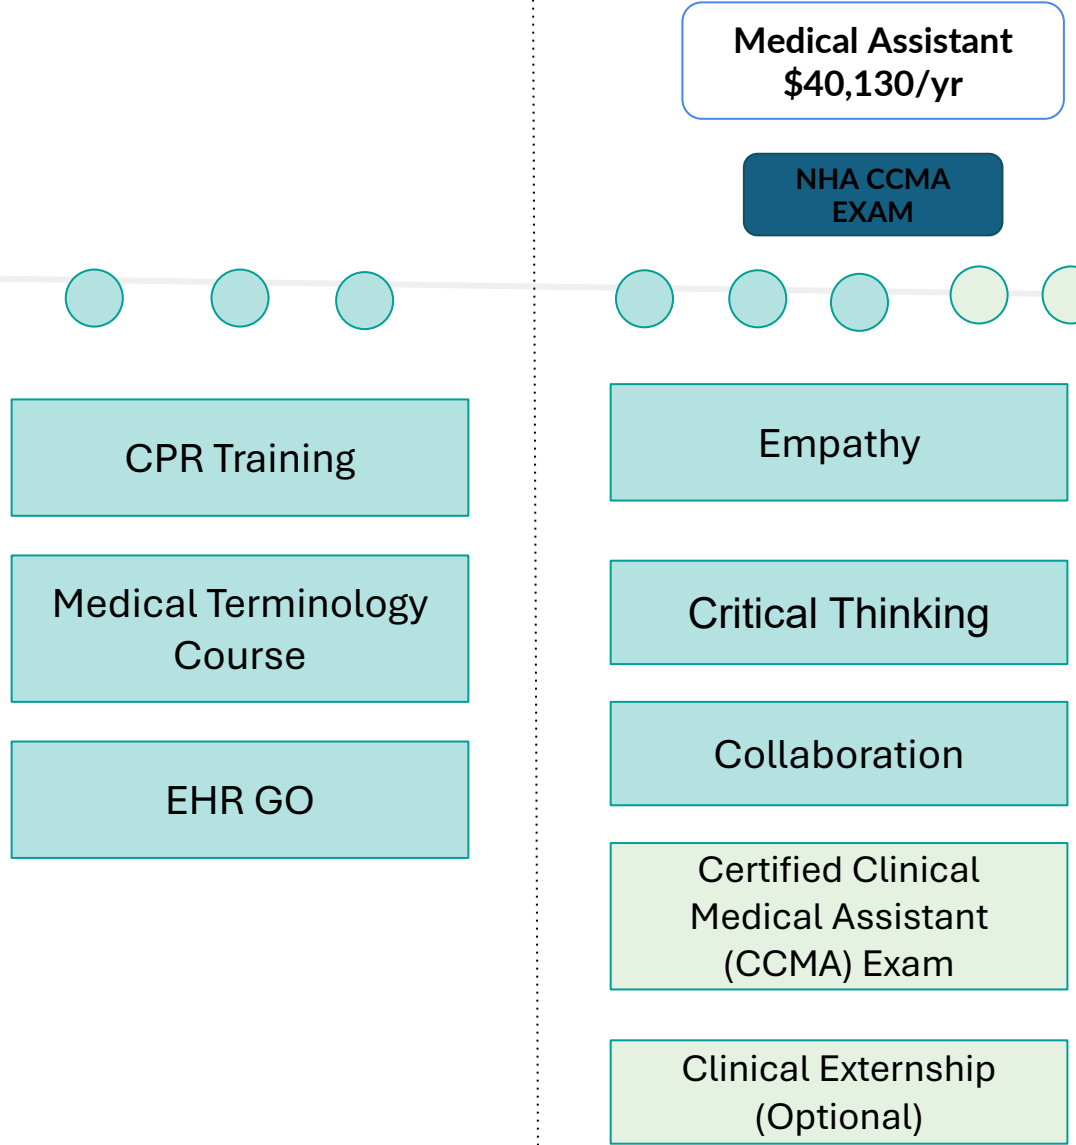 Medical Assistant
$40,130/yr
NHA CCMA
EXAM
CPR Training
Medical Terminology
Course
EHR GO
Empathy
Critical Thinking
Collaboration
Certified Clinical
Medical Assistant
(CCMA) Exam
Clinical Externship
(Optional)